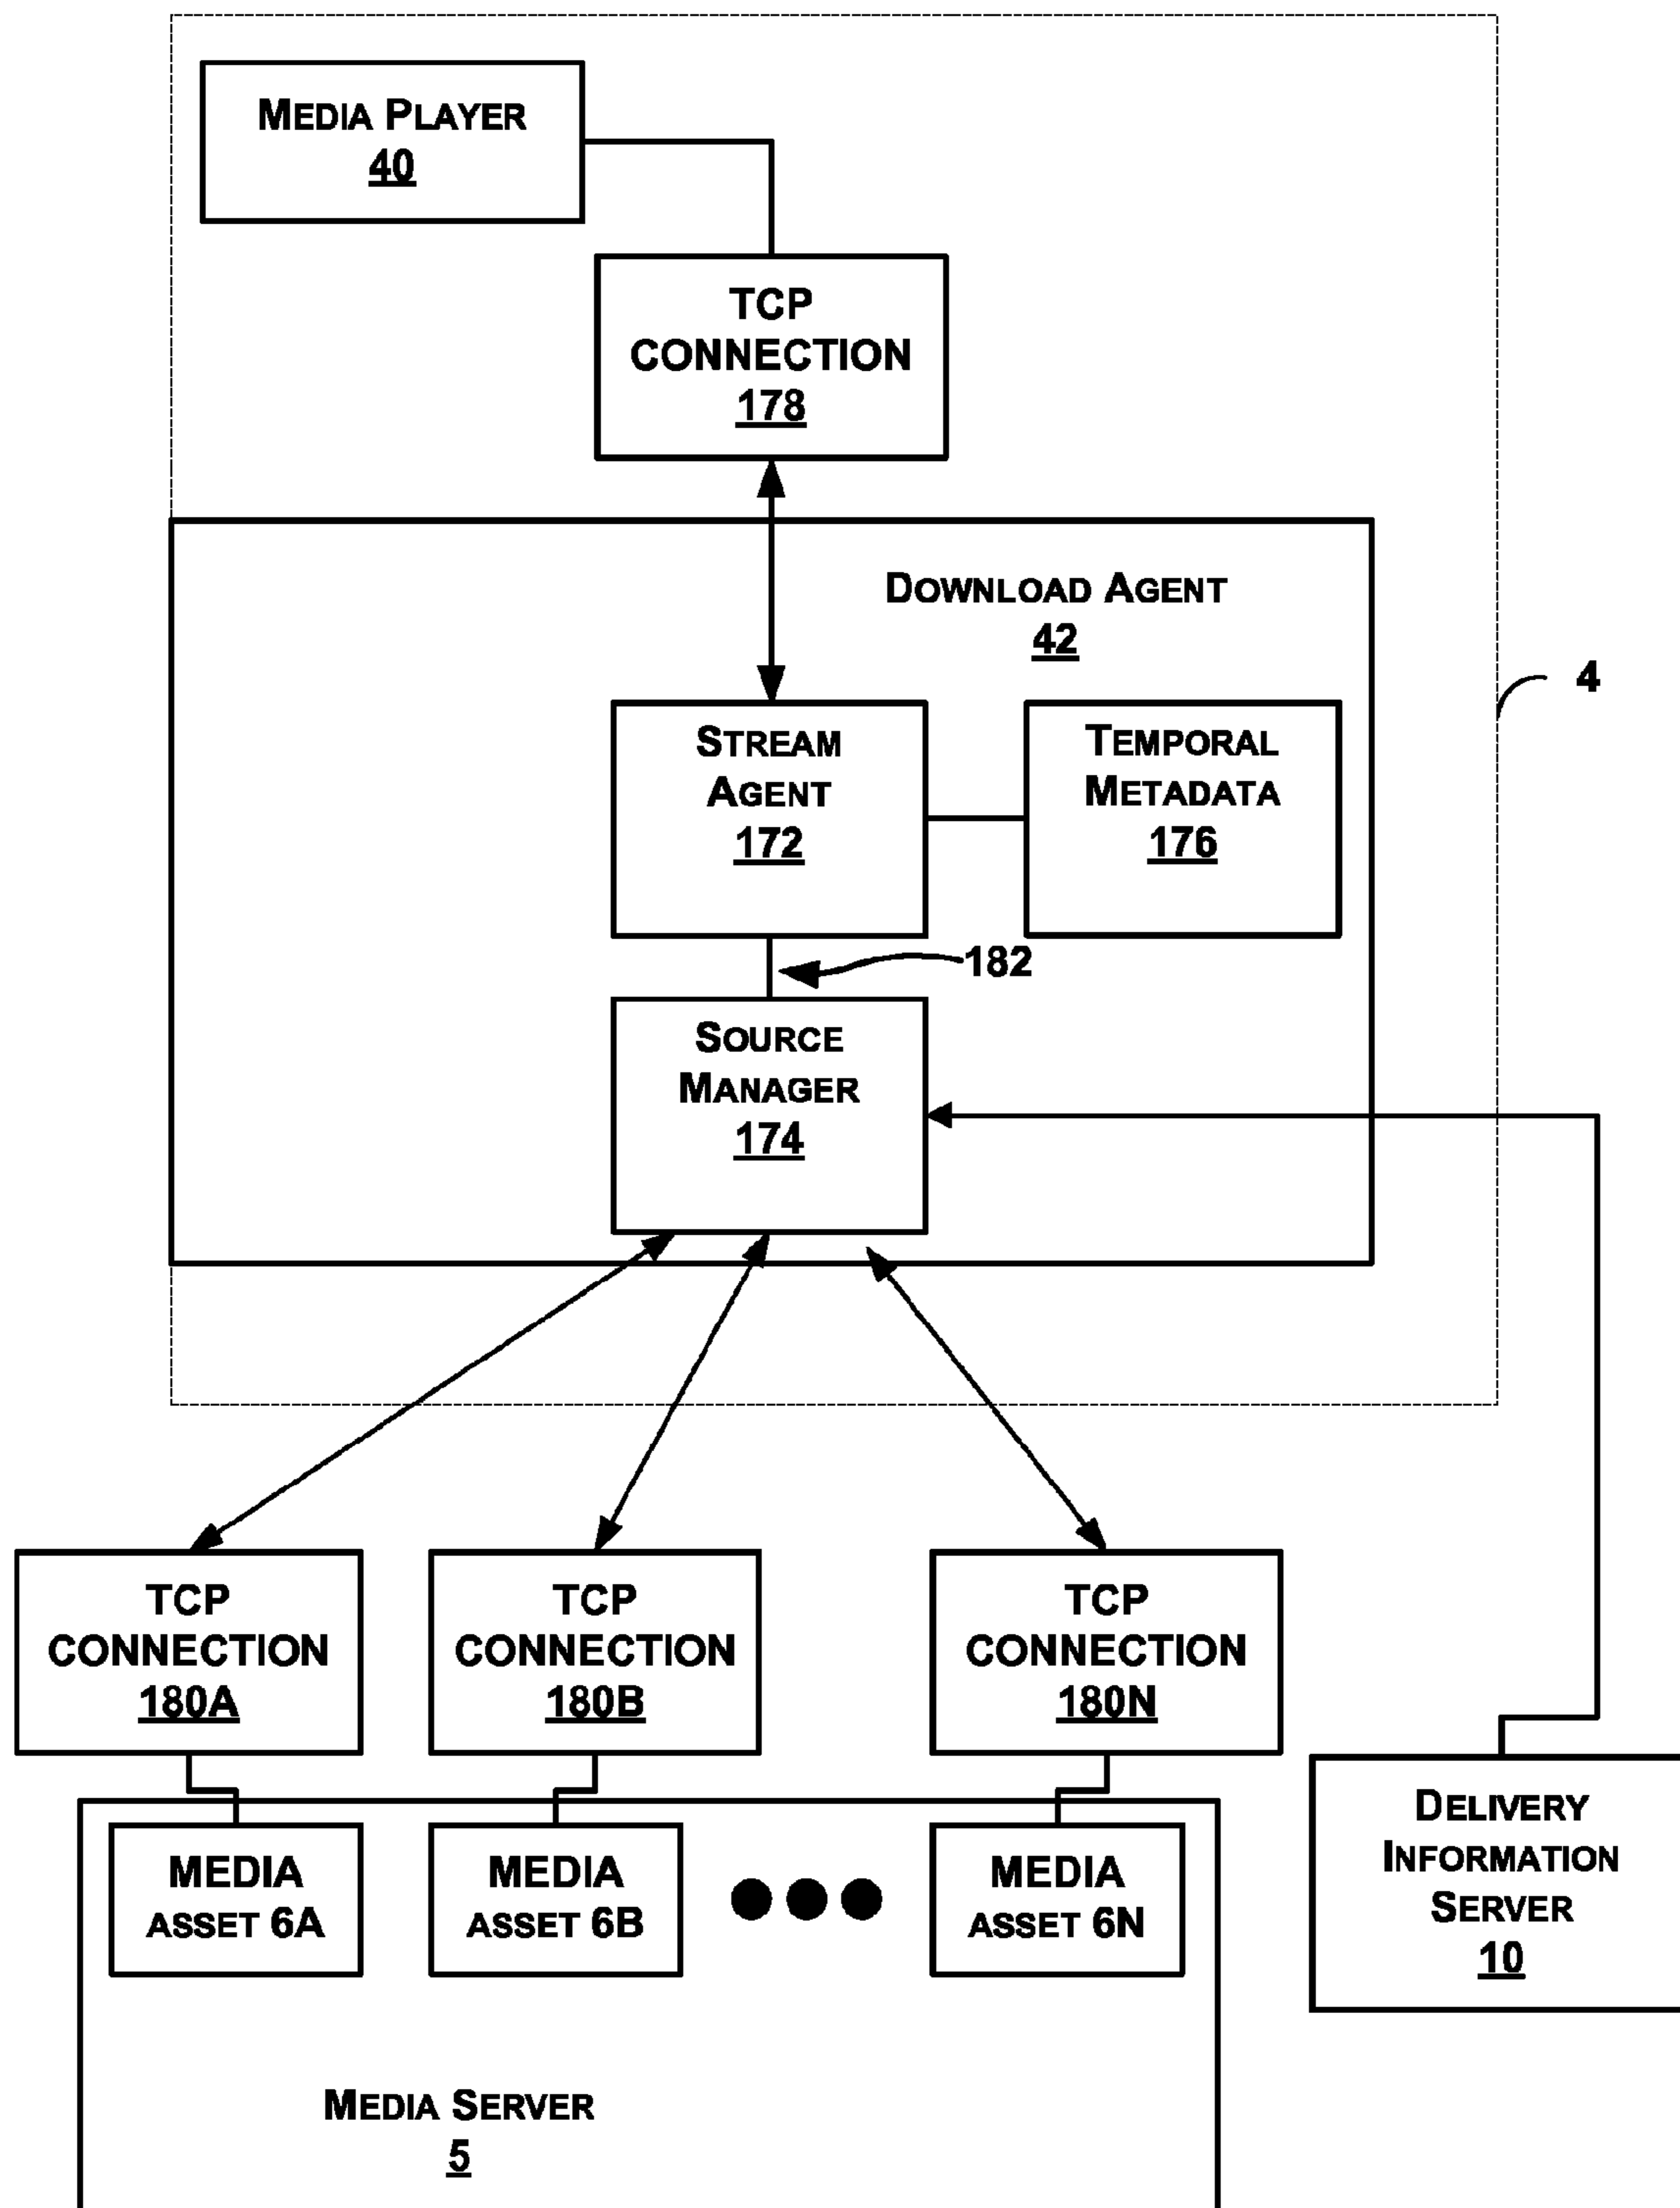 MEDIA PLAYER
40
TCP
CONNECTION
178
DOWNLOAD AGENT
42
4
STREAM
AGENT
172
TEMPORAL
METADATA
176
182
SOURCE
MANAGER
174
TCP
CONNECTION
180A
TCP
CONNECTION
180B
TCP
CONNECTION
180N
MEDIA
ASSET 6A
MEDIA
ASSET 6B
MEDIA
ASSET 6N
DELIVERY
INFORMATION
SERVER
10
MEDIA SERVER
5